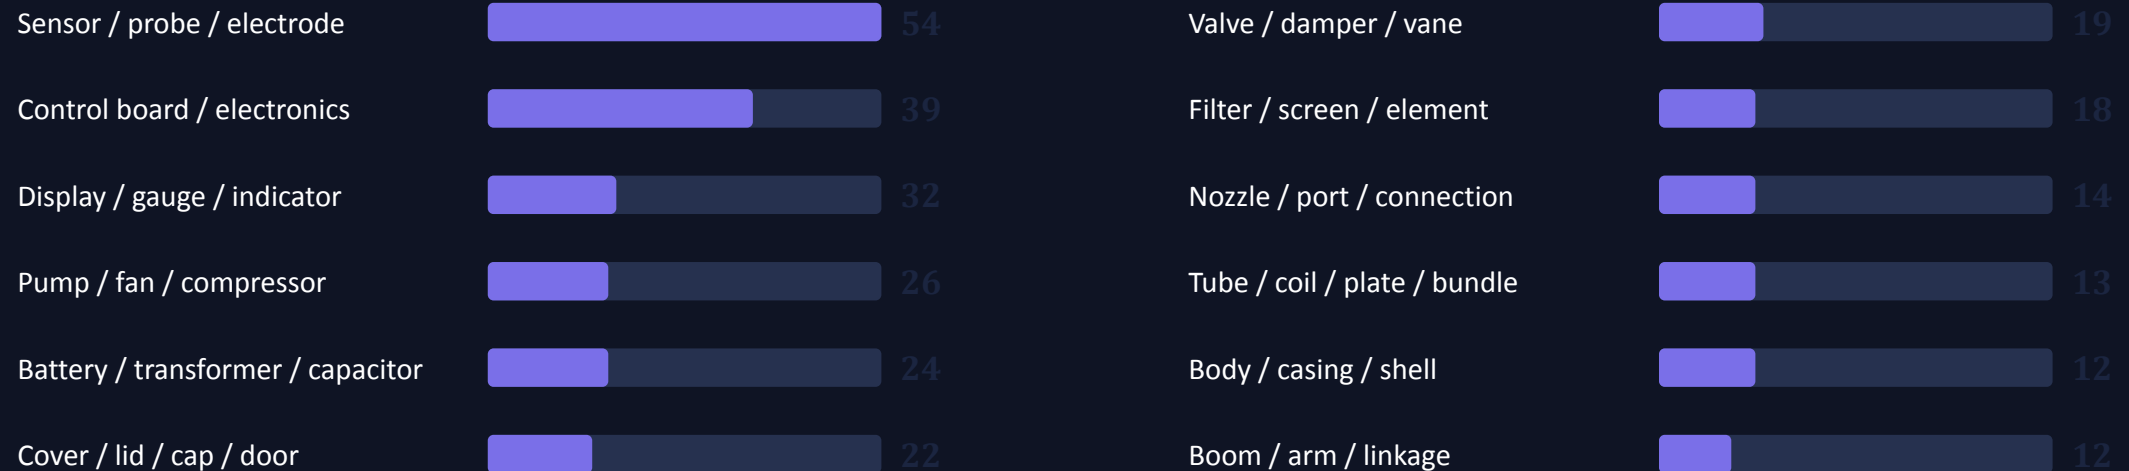 Sensor / probe / electrode 54
Control board / electronics 39
Display / gauge / indicator 32
Pump / fan / compressor 26
Battery / transformer / capacitor 24
Cover / lid / cap / door 22
Valve / damper / vane 19
Filter / screen / element 18
Nozzle / port / connection 14
Tube / coil / plate / bundle 13
Body / casing / shell 12
Boom / arm / linkage 12